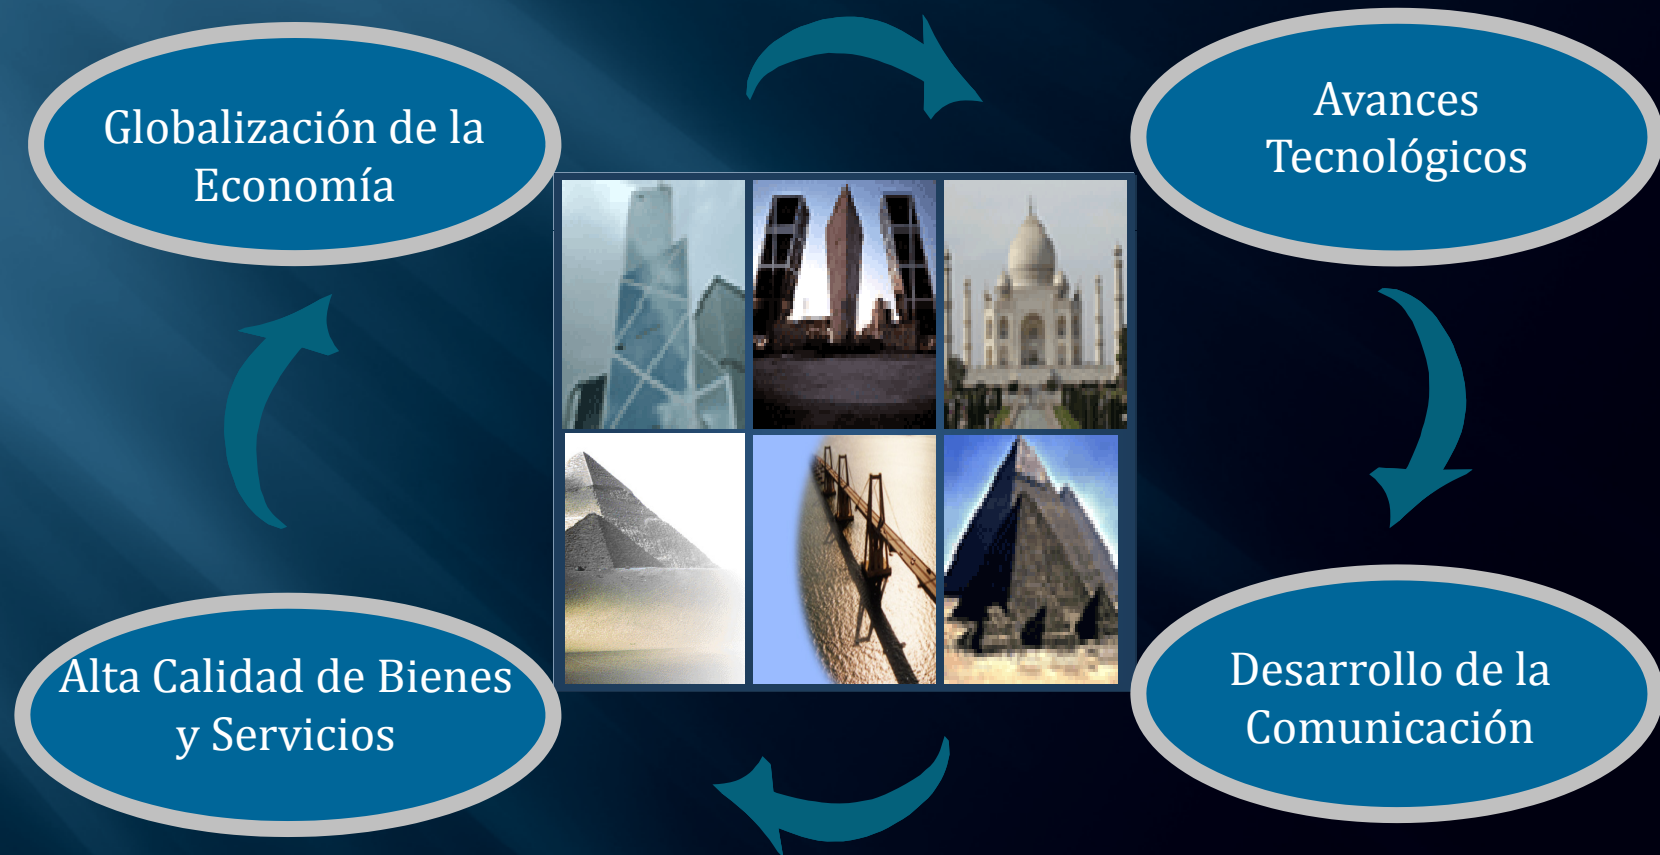 Globalización de la
Economía
Avances
Tecnológicos
Alta Calidad de Bienes
y Servicios
Desarrollo de la
Comunicación